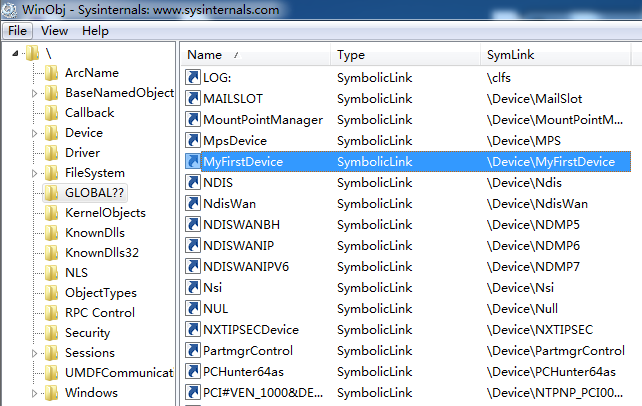 WinObj - Sysinternals: www.sysinternals.com
File View Help
\
ArcName
BaseNamedObject
Callback
Device
Driver
FileSystem
GLOBAL??
KernelObjects
KnownDlls
KnownDlls32
NLS
ObjectTypes
RPC Control
Security
Sessions
UMDFCommunicat
Windows
Name / Type SymLink
LOG: SymbolicLink \clfs
MAILSLOT SymbolicLink \Device\MailSlot
MountPointManager SymbolicLink \Device\MountPointM...
MpsDevice SymbolicLink \Device\MPS
MyFirstDevice SymbolicLink \Device\MyFirstDevice
NDIS SymbolicLink \Device\Ndis
NdisWan SymbolicLink \Device\NdisWan
NDISWANBH SymbolicLink \Device\NDMP5
NDISWANIP SymbolicLink \Device\NDMP6
NDISWANIPV6 SymbolicLink \Device\NDMP7
Nsi SymbolicLink \Device\Nsi
NUL SymbolicLink \Device\Null
NXTIPSECDevice SymbolicLink \Device\NXTIPSEC
PartmgrControl SymbolicLink \Device\PartmgrControl
PCHunter64as SymbolicLink \Device\PCHunter64as
PCI#VEN_1000&DE... SymbolicLink \Device\NTPNP_PCI00...